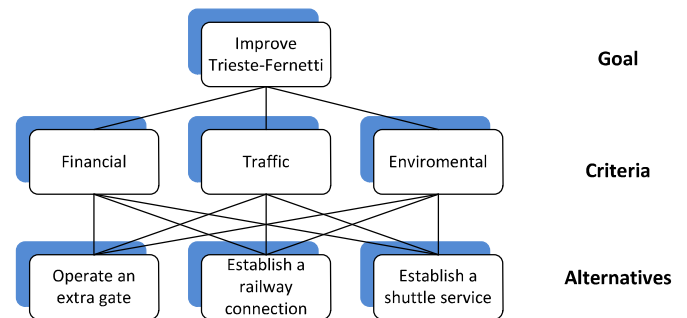 Improve
Trieste-Fernetti
Goal
Financial
Traffic
Enviromental
Criteria
Operate an
extra gate
Establish a
railway
connection
Establish a
shuttle service
Alternatives